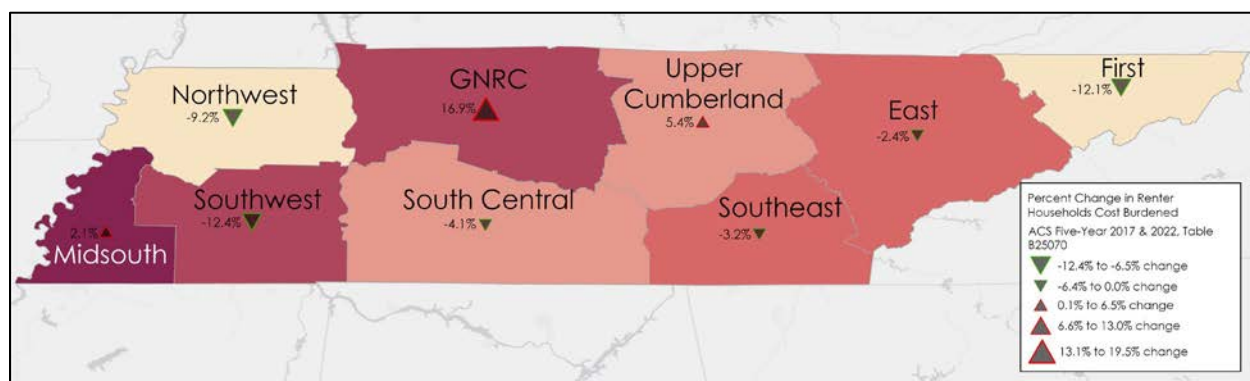 Northwest
-9.2%
GNRC
16.9%
Upper
Cumberland
5.4%
East
-2.4%
First
-12.1%
2.1%
Midsouth
Southwest
-12.4%
South Central
-4.1%
Southeast
-3.2%
Percent Change in Renter
Households Cost Burdened
ACS Five-Year 2017 & 2022, Table
B25070
-12.4% to -6.5% change
-6.4% to 0.0% change
0.1% to 6.5% change
6.6% to 13.0% change
13.1% to 19.5% change